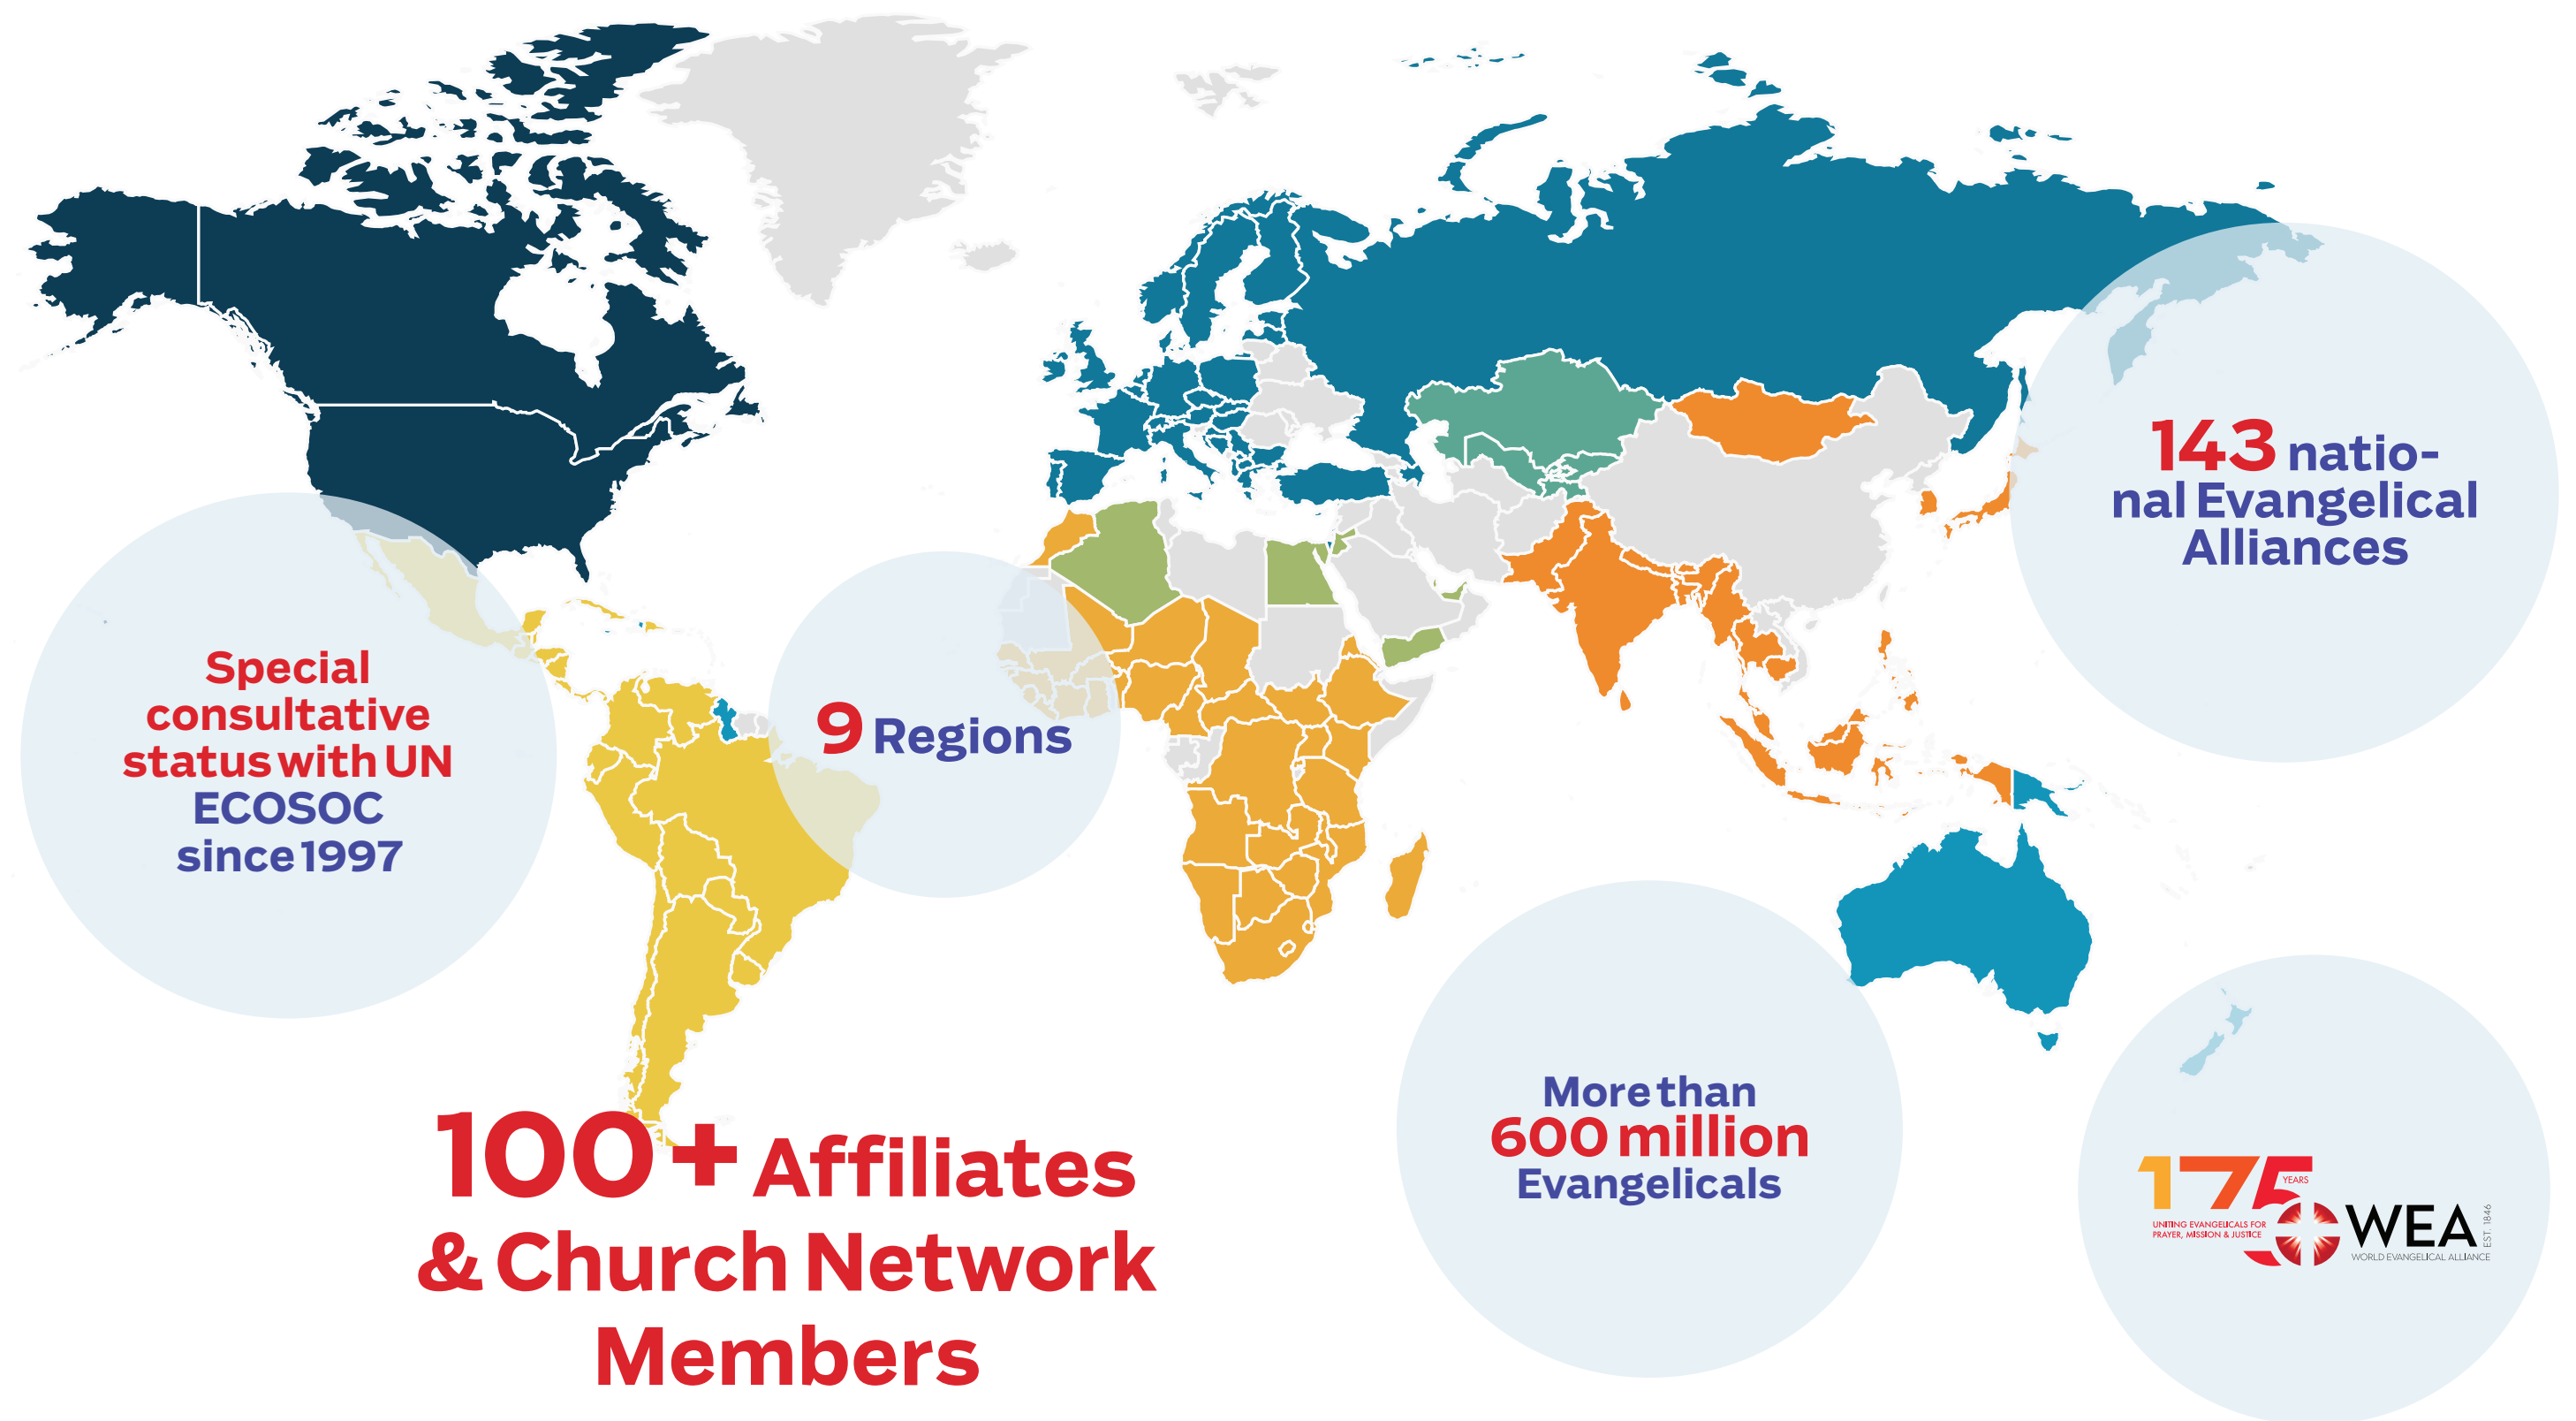 143 natio-
nal Evangelical
Alliances
Special
consultative
status with UN
ECOSOC
since 1997
9 Regions
More than
600 million
Evangelicals
100+ Affiliates
& Church Network
Members
175
YEARS
UNITING EVANGELICALS FOR
PRAYER, MISSION & JUSTICE
WEA
WORLD EVANGELICAL ALLIANCE
EST. 1846